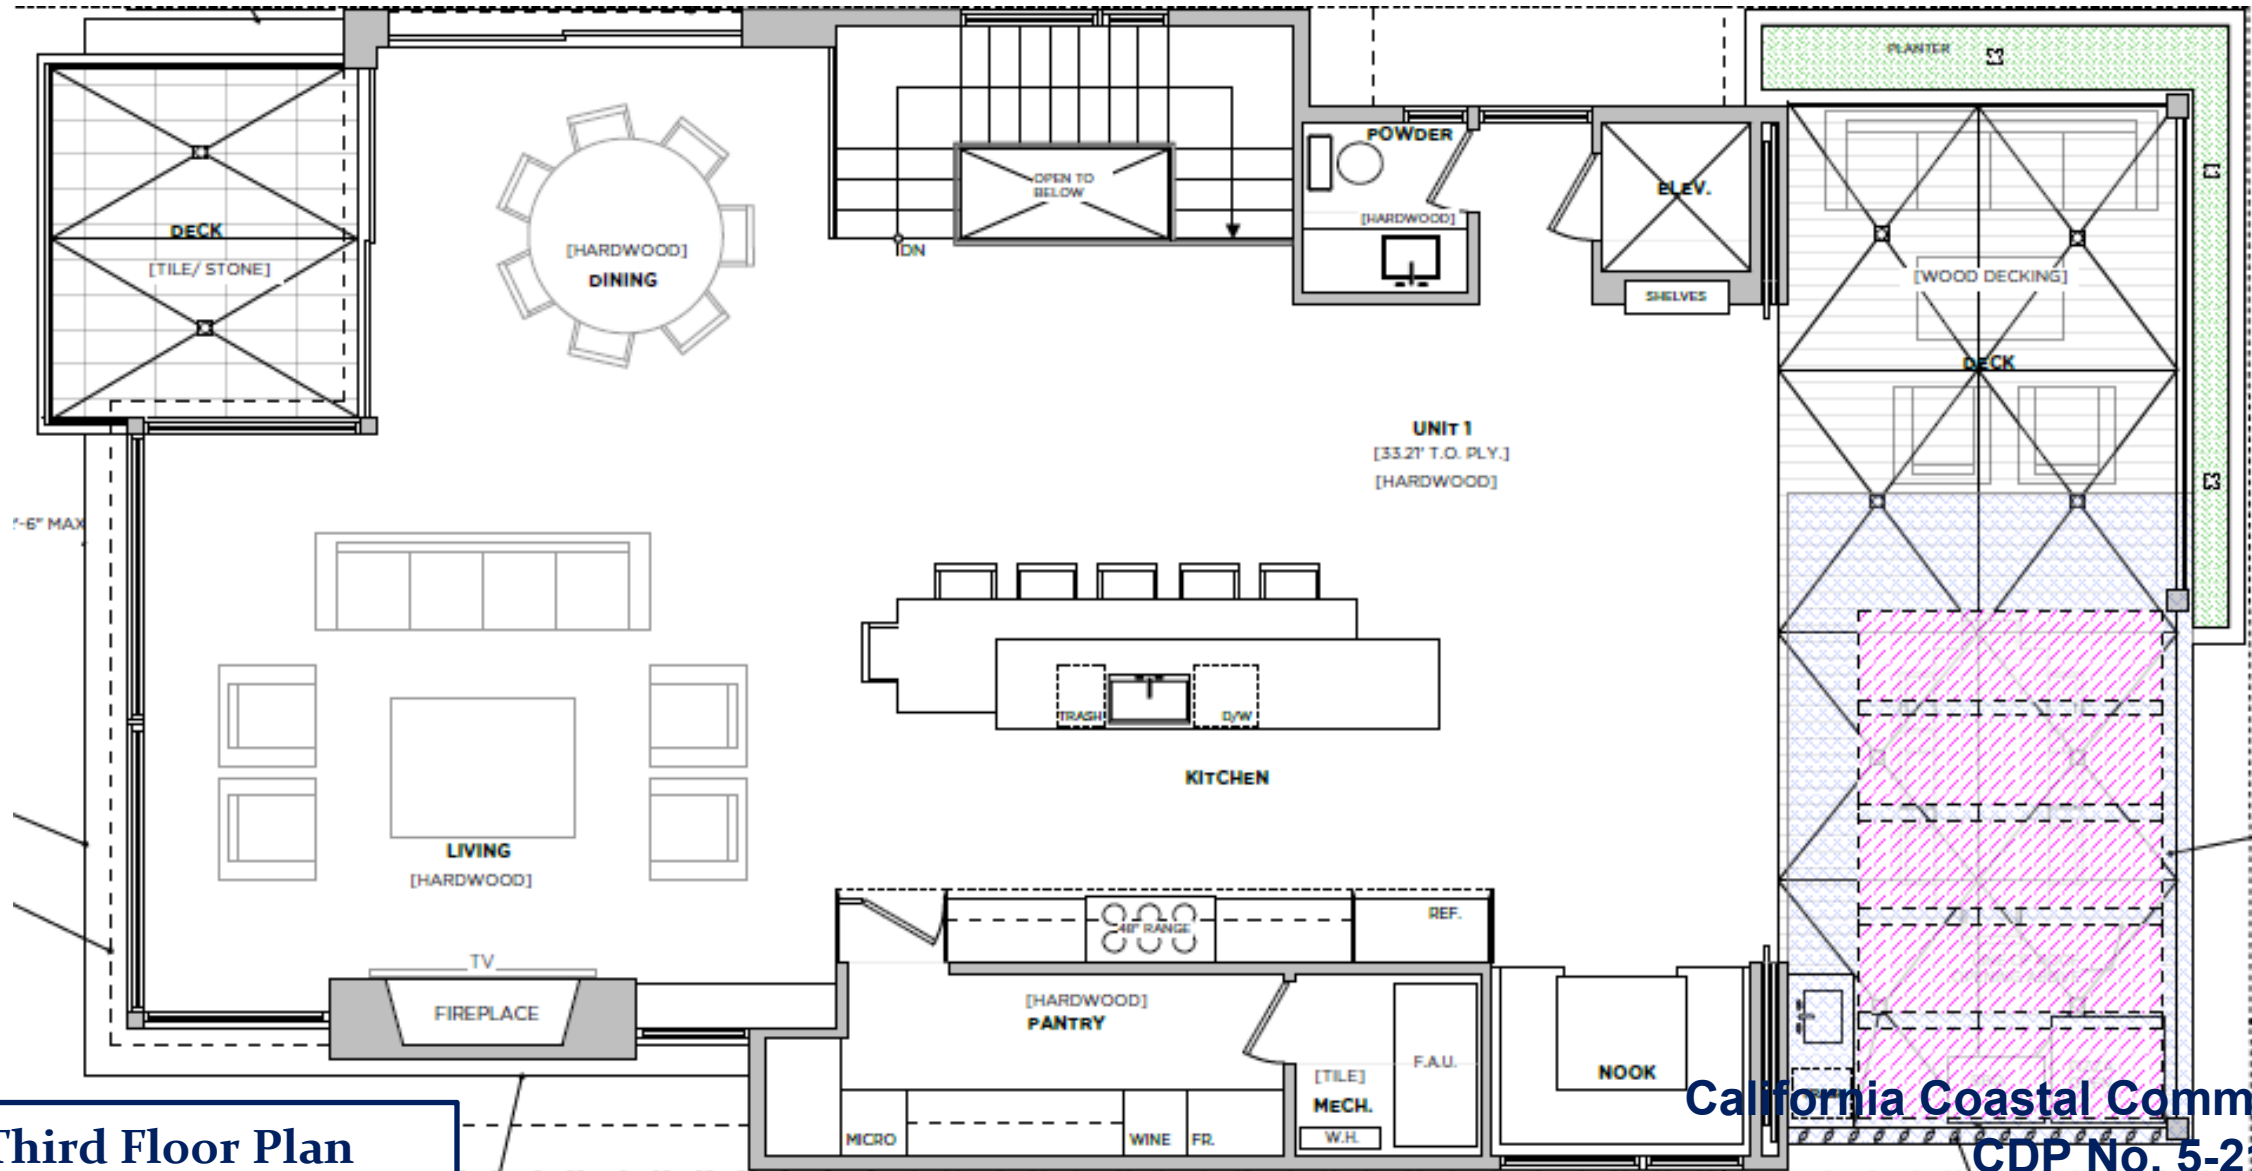 PLANTER
POWDER
OPEN TO
BELOW
ELEV.
[HARDWOOD]
DECK
[TILE/ STONE]
[HARDWOOD]
DINING
DN
[WOOD DECKING]
SHELVES
DECK
UNIT 1
[33.21' T.O. PLY.]
[HARDWOOD]
'-6" MAX
TRASH
D/W
KITCHEN
LIVING
[HARDWOOD]
REF.
48" RANGE
TV
FIREPLACE
[HARDWOOD]
PANTRY
F.A.U.
NOOK
[TILE]
MECH.
W.H.
MICRO
WINE
FR.
California Coastal Comm
Third Floor Plan
CDP No. 5-2